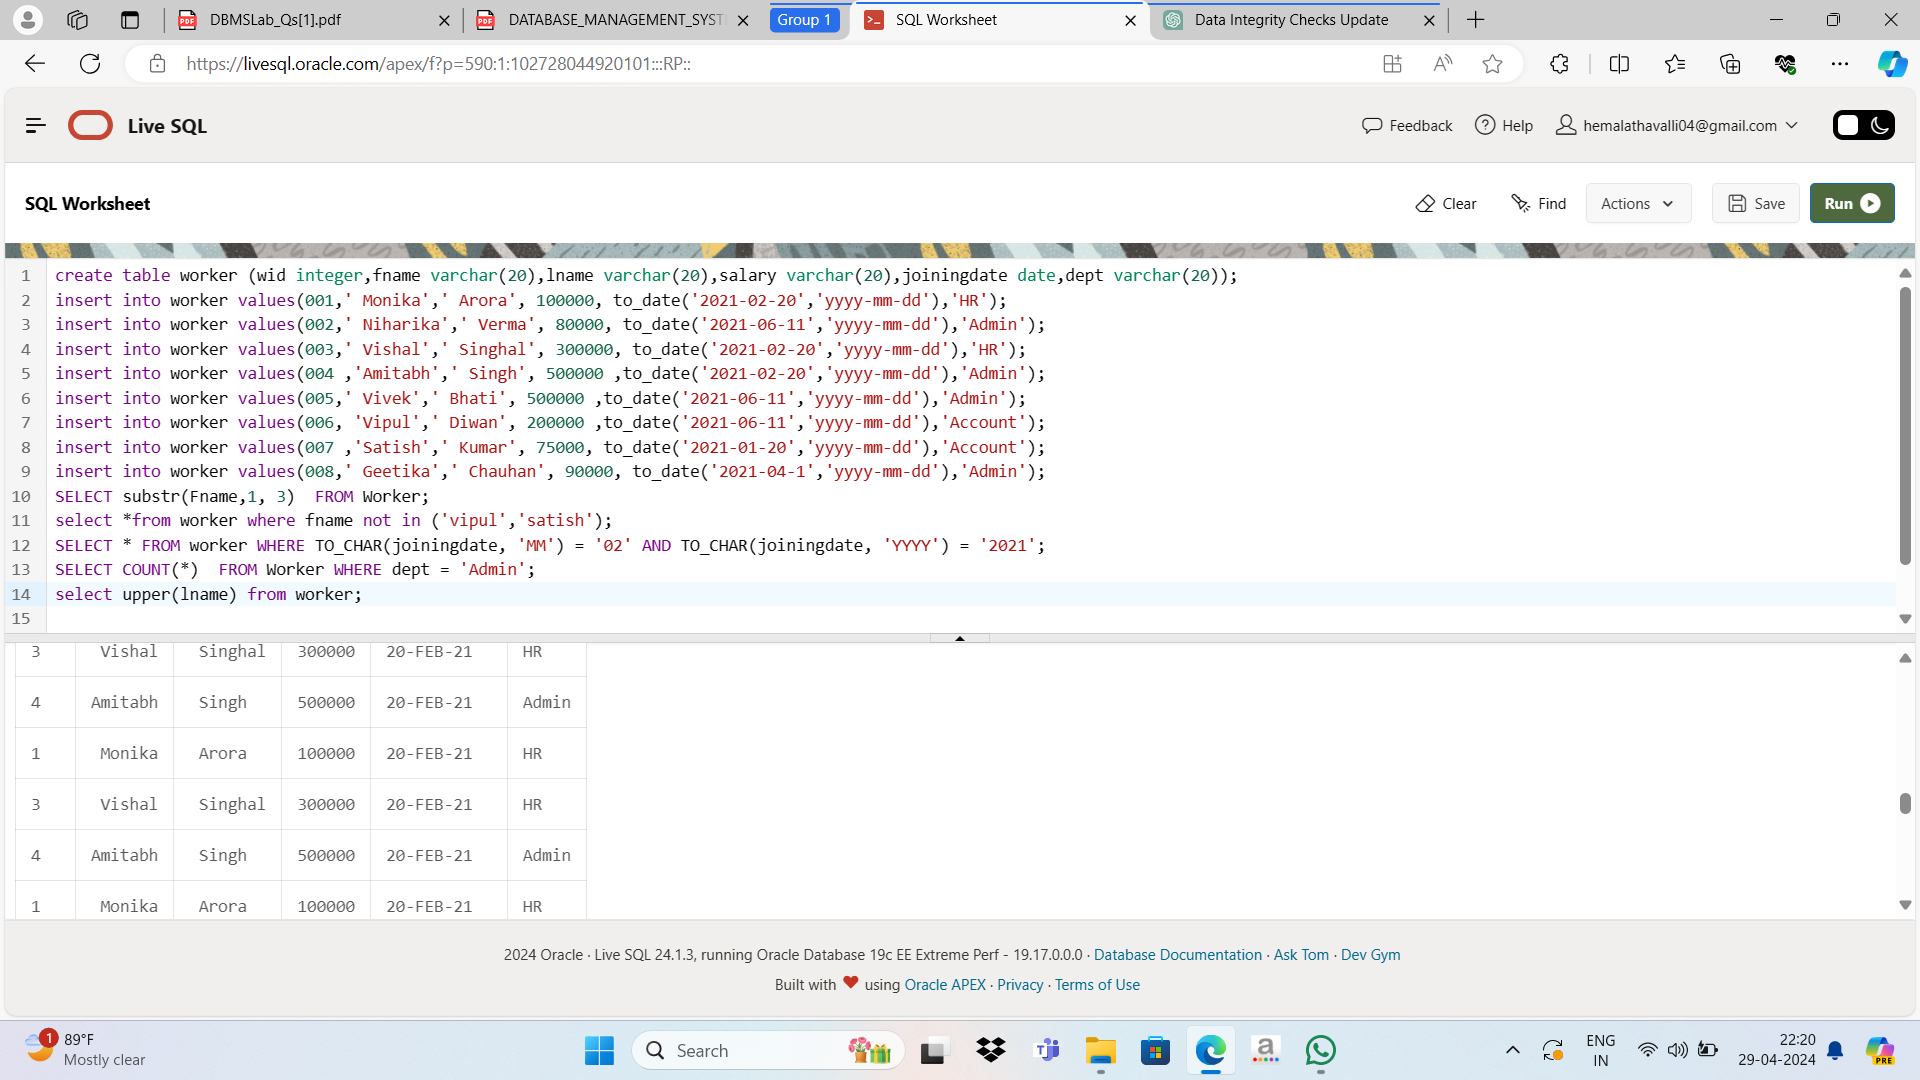 DBMSLab_Qs[1].pdf
DATABASE_MANAGEMENT_SYST
Group 1
SQL Worksheet
Data Integrity Checks Update
https://livesql.oracle.com/apex/f?p=590:1:102728044920101:::RP::
Live SQL
Feedback
Help
hemalathavalli04@gmail.com
SQL Worksheet
Clear
Find
Actions
Save
Run
1 create table worker (wid integer,fname varchar(20),lname varchar(20),salary varchar(20),joiningdate date,dept varchar(20));
2 insert into worker values(001,' Monika',' Arora', 100000, to_date('2021-02-20','yyyy-mm-dd'),'HR');
3 insert into worker values(002,' Niharika',' Verma', 80000, to_date('2021-06-11','yyyy-mm-dd'),'Admin');
4 insert into worker values(003,' Vishal',' Singhal', 300000, to_date('2021-02-20','yyyy-mm-dd'),'HR');
5 insert into worker values(004 ,'Amitabh',' Singh', 500000 ,to_date('2021-02-20','yyyy-mm-dd'),'Admin');
6 insert into worker values(005,' Vivek',' Bhati', 500000 ,to_date('2021-06-11','yyyy-mm-dd'),'Admin');
7 insert into worker values(006, 'Vipul',' Diwan', 200000 ,to_date('2021-06-11','yyyy-mm-dd'),'Account');
8 insert into worker values(007 ,'Satish',' Kumar', 75000, to_date('2021-01-20','yyyy-mm-dd'),'Account');
9 insert into worker values(008,' Geetika',' Chauhan', 90000, to_date('2021-04-1','yyyy-mm-dd'),'Admin');
10 SELECT substr(Fname,1, 3)  FROM Worker;
11 select *from worker where fname not in ('vipul','satish');
12 SELECT * FROM worker WHERE TO_CHAR(joiningdate, 'MM') = '02' AND TO_CHAR(joiningdate, 'YYYY') = '2021';
13 SELECT COUNT(*)  FROM Worker WHERE dept = 'Admin';
14 select upper(lname) from worker;
15
3 Vishal Singhal 300000 20-FEB-21 HR
4 Amitabh Singh 500000 20-FEB-21 Admin
1 Monika Arora 100000 20-FEB-21 HR
3 Vishal Singhal 300000 20-FEB-21 HR
4 Amitabh Singh 500000 20-FEB-21 Admin
1 Monika Arora 100000 20-FEB-21 HR
2024 Oracle · Live SQL 24.1.3, running Oracle Database 19c EE Extreme Perf - 19.17.0.0.0 · Database Documentation · Ask Tom · Dev Gym
Built with ❤ using Oracle APEX · Privacy · Terms of Use
1
89°F
Mostly clear
Search
ENG
IN
22:20
29-04-2024
PRE